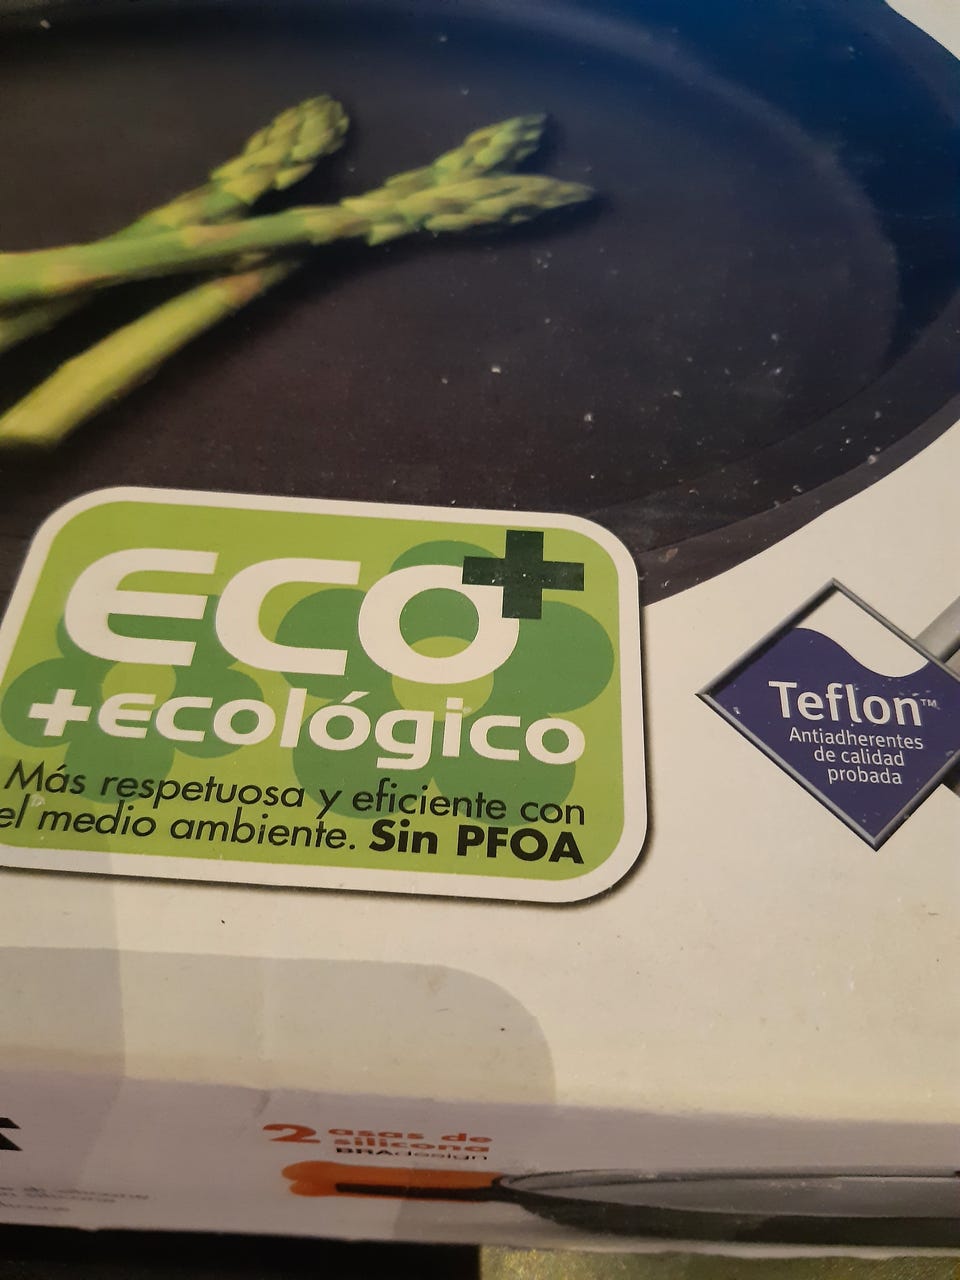 eco+
+ecológico
Más respetuosa y eficiente con
el medio ambiente. Sin PFOA
Teflon™
Antiadherentes
de calidad
probada
2 asas de
silicona
BRAdesign